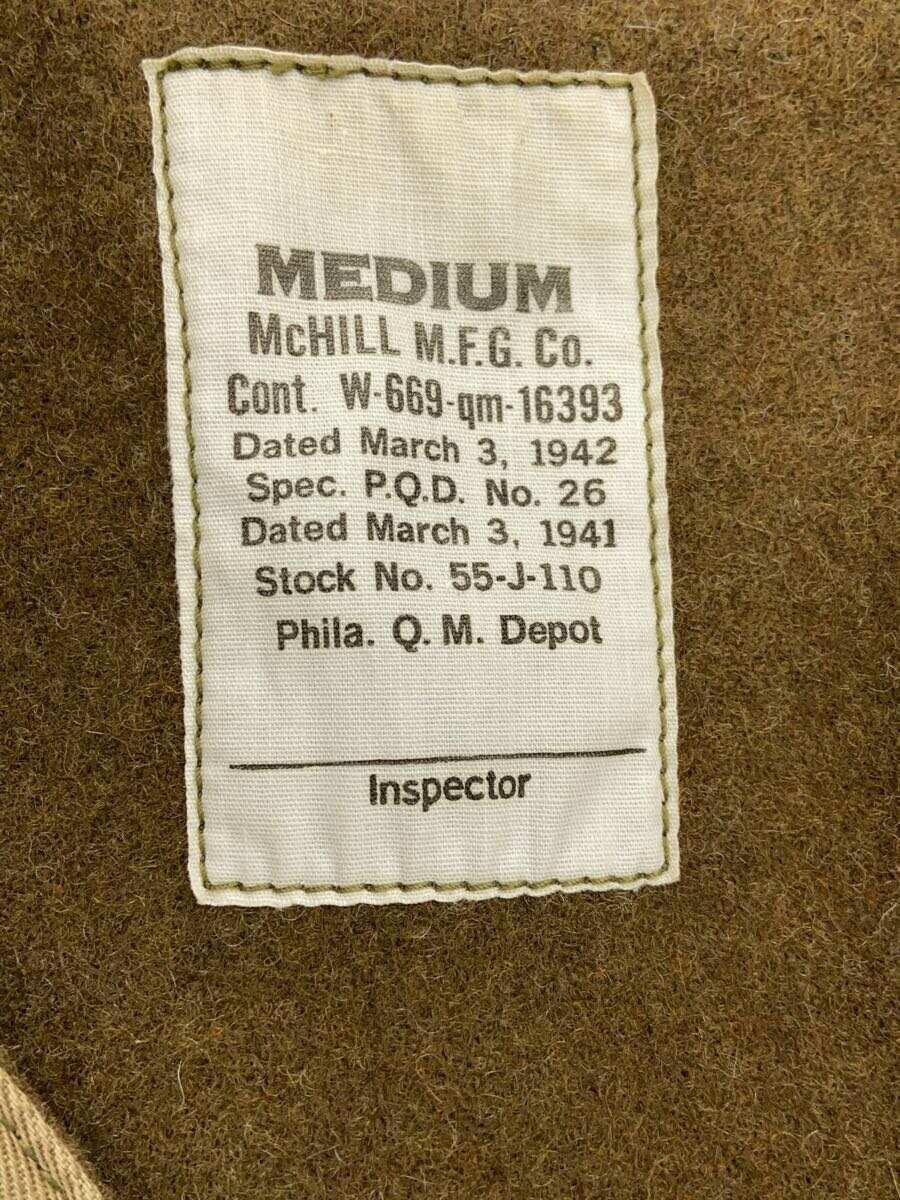 MEDIUM
McHILL M.F.G. Co.
Cont. W-669-qm-16393
Dated March 3, 1942
Spec. P.Q.D. No. 26
Dated March 3, 1941
Stock No. 55-J-110
Phila. Q. M. Depot
Inspector